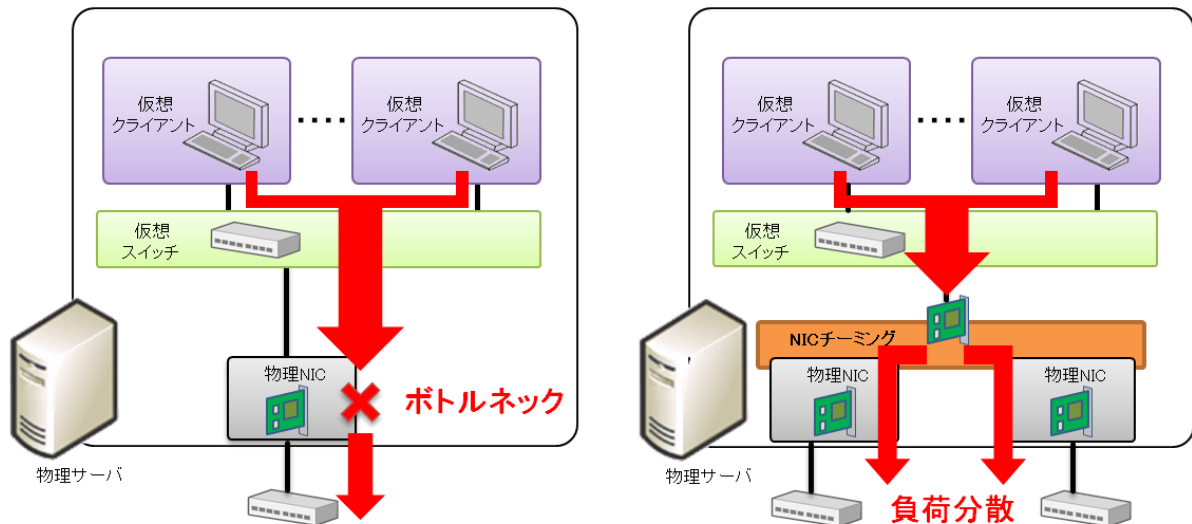 仮想
クライアント
仮想
クライアント
仮想
スイッチ
物理NIC
ボトルネック
物理サーバ
仮想
クライアント
仮想
クライアント
仮想
スイッチ
NICチーミング
物理NIC
物理NIC
物理サーバ
負荷分散